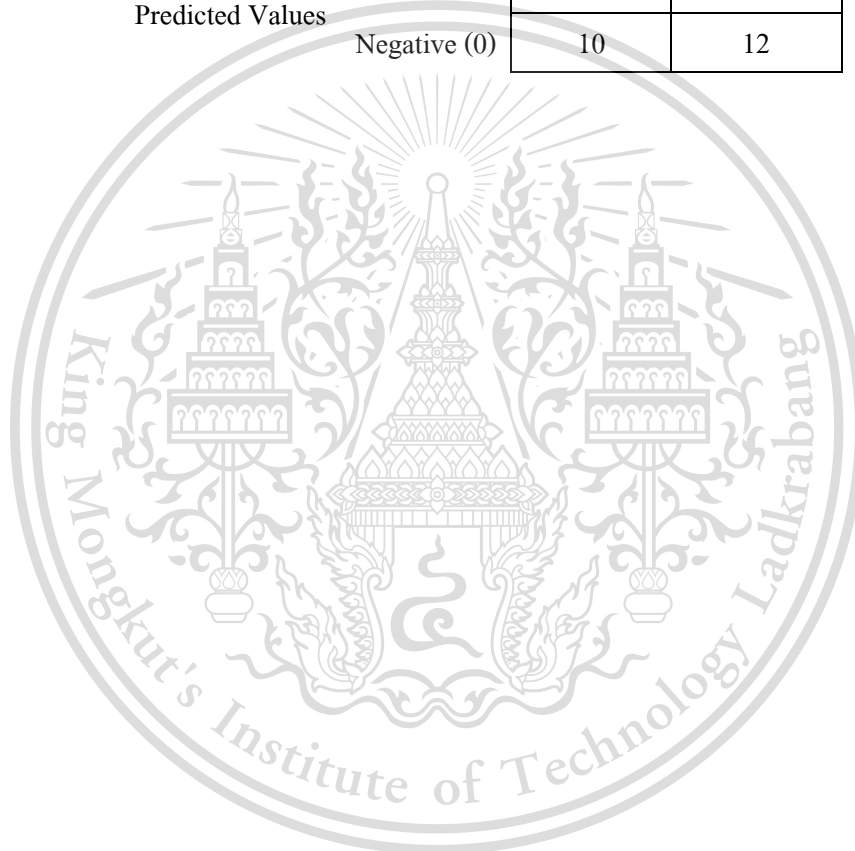 Predicted Values
Negative (0) 10 12
King Mongkut's Institute of Technology Ladkrabang